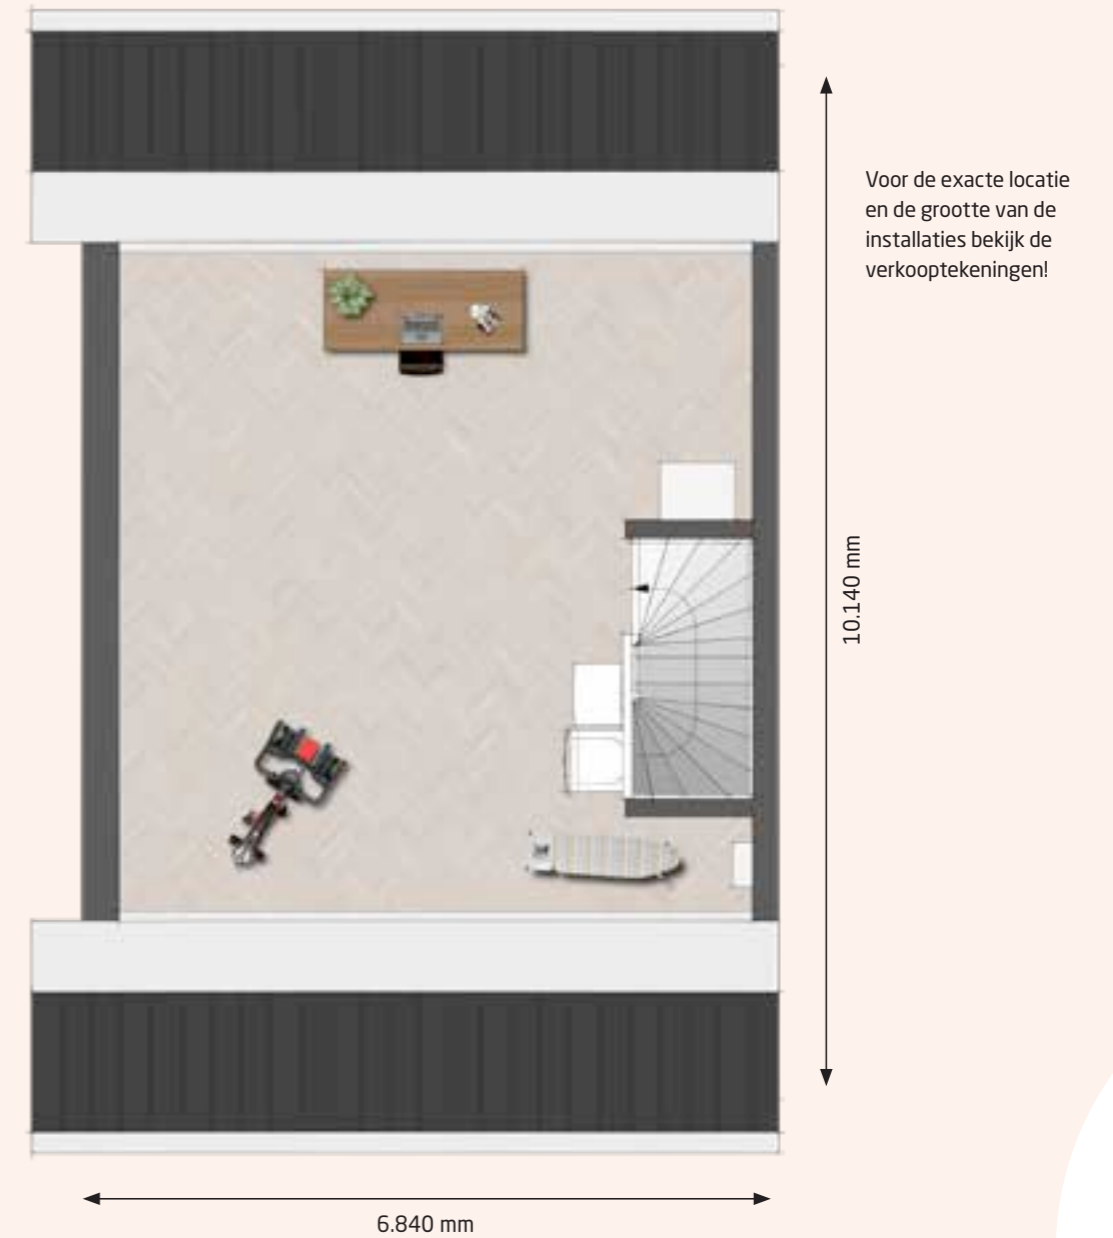 Voor de exacte locatie
en de grootte van de
installaties bekijk de
verkooptekeningen!
10.140 mm
6.840 mm